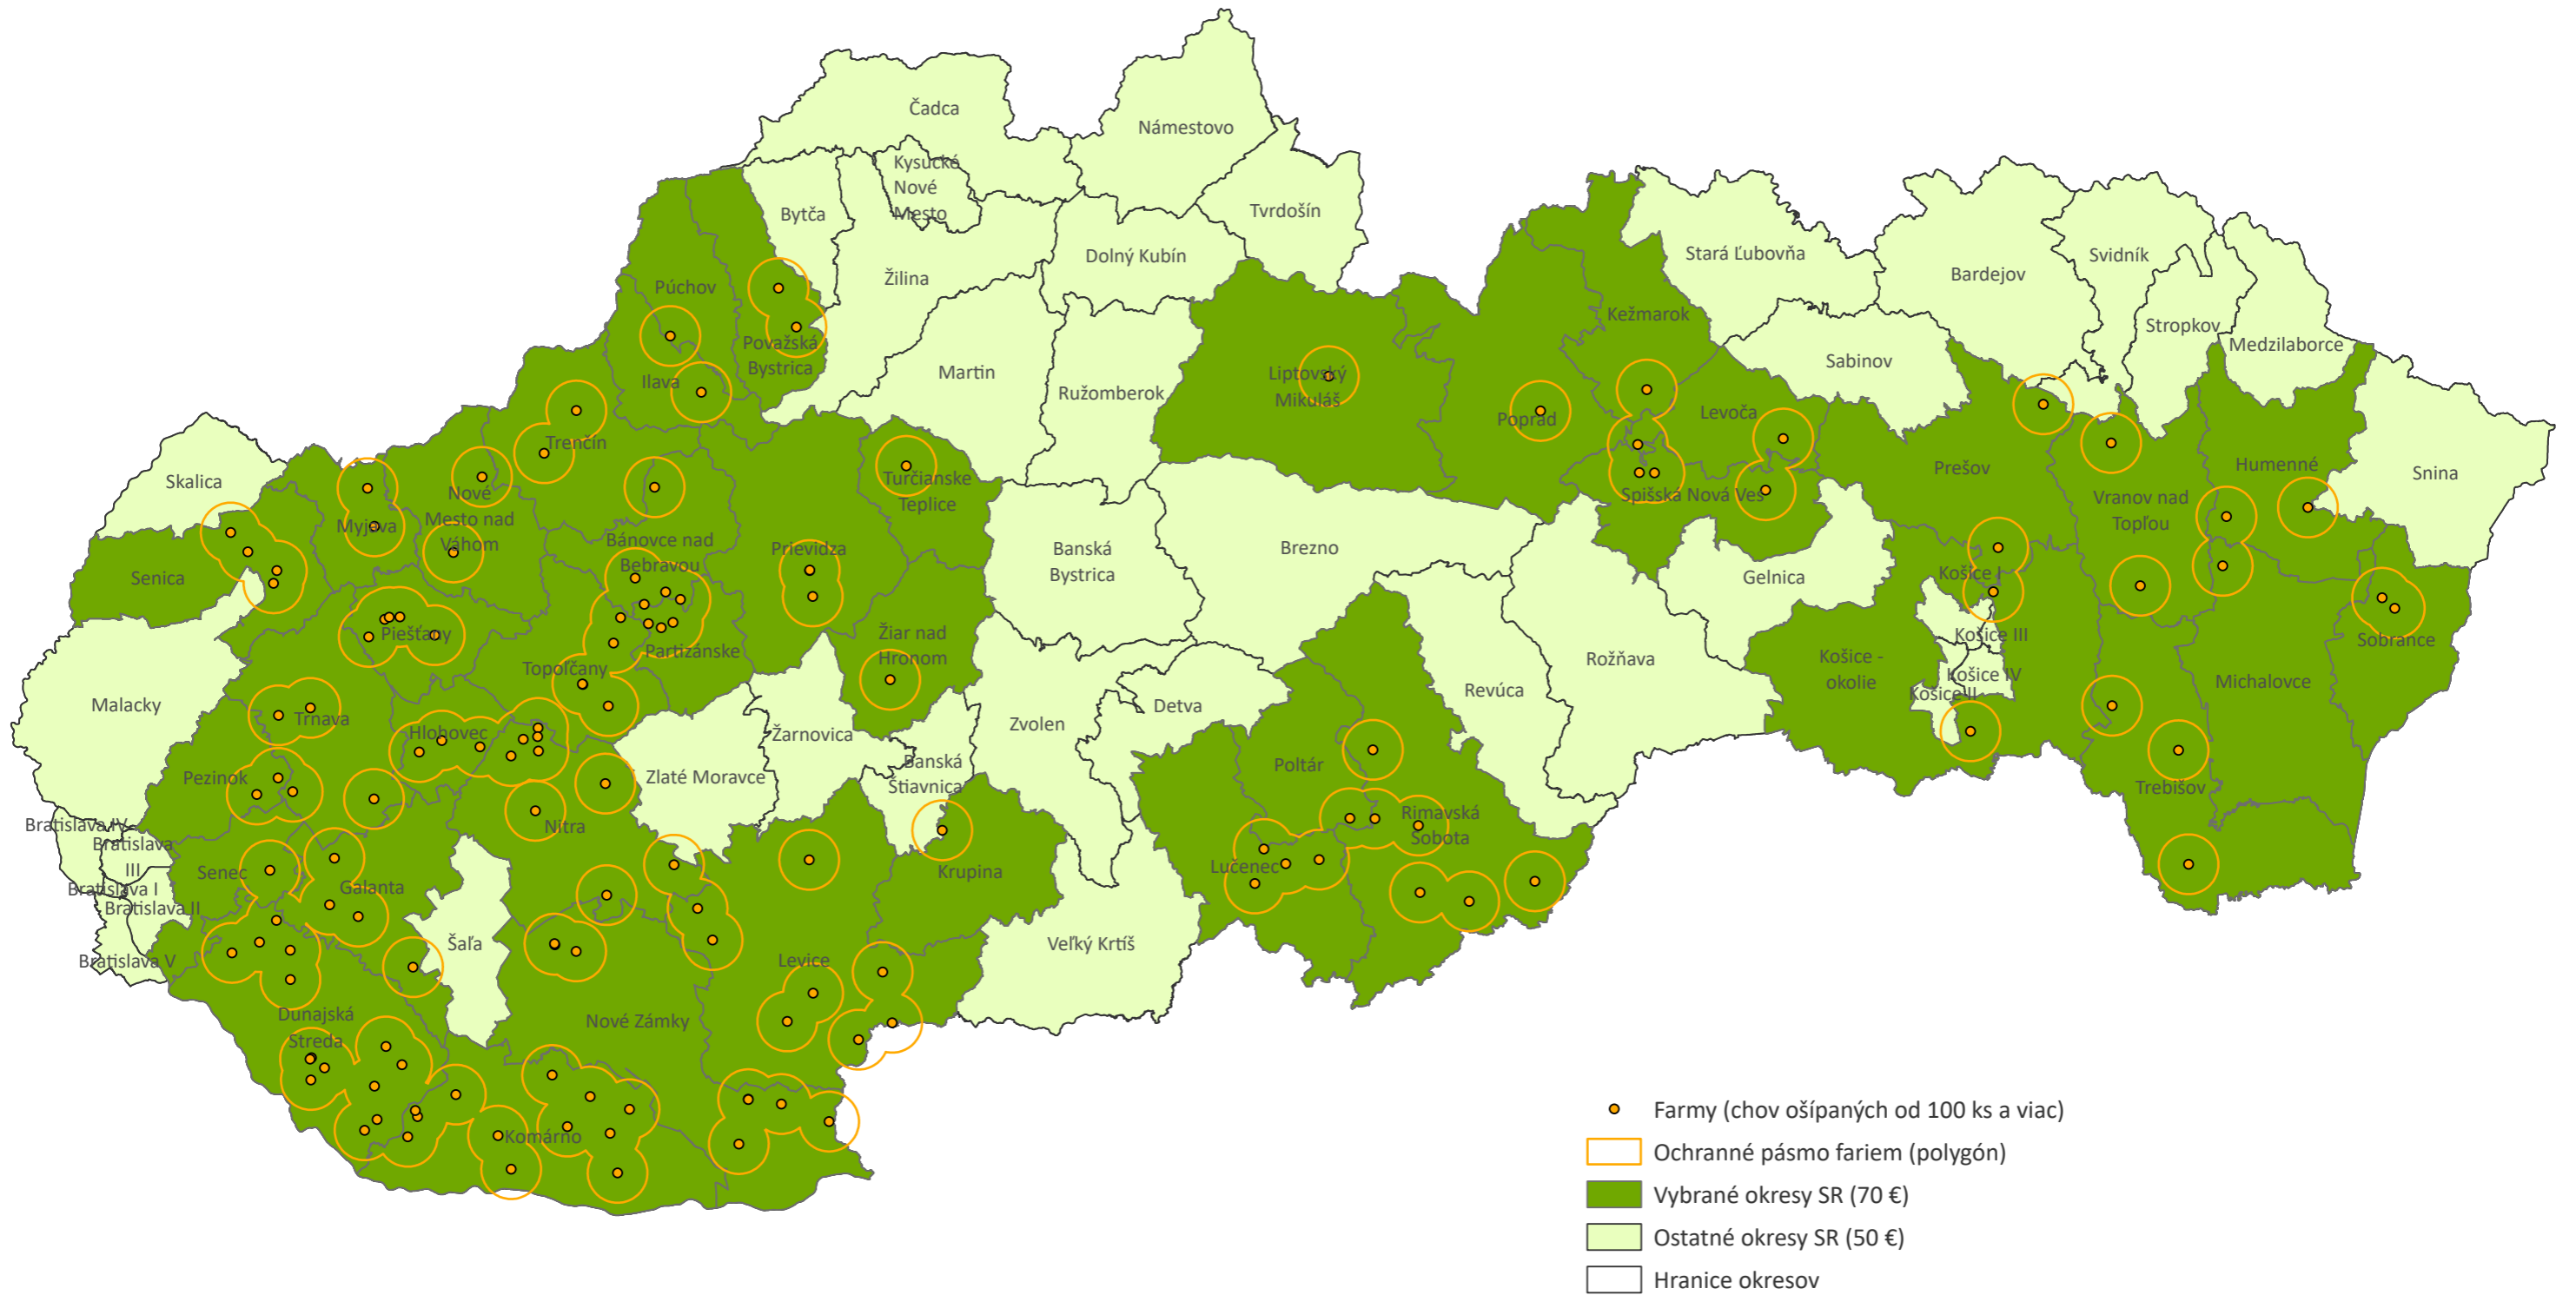 Čadca
Námestovo
Kysucké
Nové
Mesto
Bytča
Tvrdošín
Žilina
Dolný Kubín
Stará Ľubovňa
Svidník
Bardejov
Púchov
Kežmarok
Stropkov
Medzilaborce
Považská
Bystrica
Sabinov
Ilava
Martin
Ružomberok
Liptovský
Mikuláš
Poprad
Levoča
Trenčín
Skalica
Nové
Mesto nad
Váhom
Turčianske
Teplice
Spišská Nová Ves
Prešov
Humenné
Snina
Vranov nad
Topľou
Myjava
Bánovce nad
Bebravou
Prievidza
Banská
Bystrica
Brezno
Senica
Gelnica
Košice I
Piešťany
Partizánske
Žiar nad
Hronom
Košice III
Sobrance
Topoľčany
Rožňava
Košice -
okolie
Košice IV
Košice II
Michalovce
Malacky
Revúca
Detva
Trnava
Hlohovec
Žarnovica
Zvolen
Banská
Štiavnica
Zlaté Moravce
Pezinok
Poltár
Trebišov
Rimavská
Sobota
Nitra
Bratislava IV
Bratislava
III
Bratislava I
Bratislava II
Bratislava V
Senec
Galanta
Krupina
Lučenec
Šaľa
Levice
Veľký Krtíš
Dunajská
Streda
Nové Zámky
Komárno
Farmy (chov ošípaných od 100 ks a viac)
Ochranné pásmo fariem (polygón)
Vybrané okresy SR (70 €)
Ostatné okresy SR (50 €)
Hranice okresov